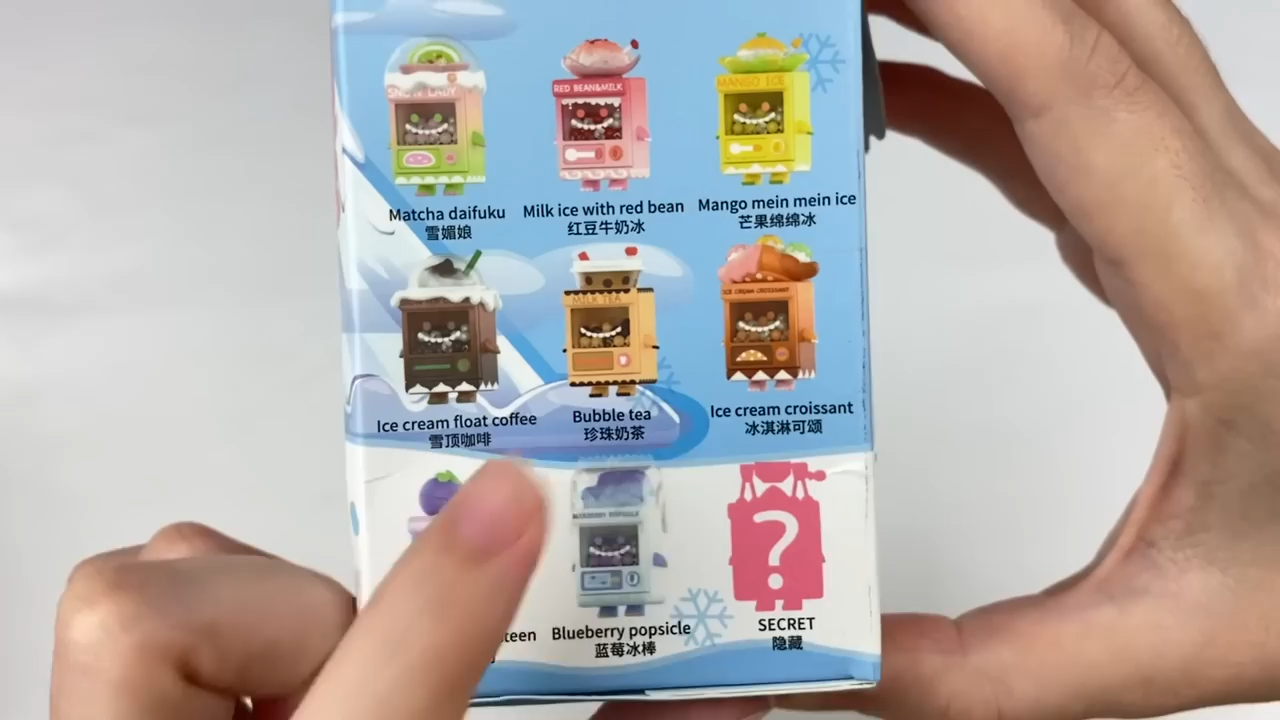 SNOW LADY
RED BEAN&MILK
MANGO ICE
Matcha daifuku
雪媚娘
Milk ice with red bean
红豆牛奶冰
Mango mein mein ice
芒果绵绵冰
MILK TEA
ICE CREAM CROISSANT
Ice cream float coffee
雪顶咖啡
Bubble tea
珍珠奶茶
Ice cream croissant
冰淇淋可颂
?
Blueberry popsicle
蓝莓冰棒
SECRET
隐藏